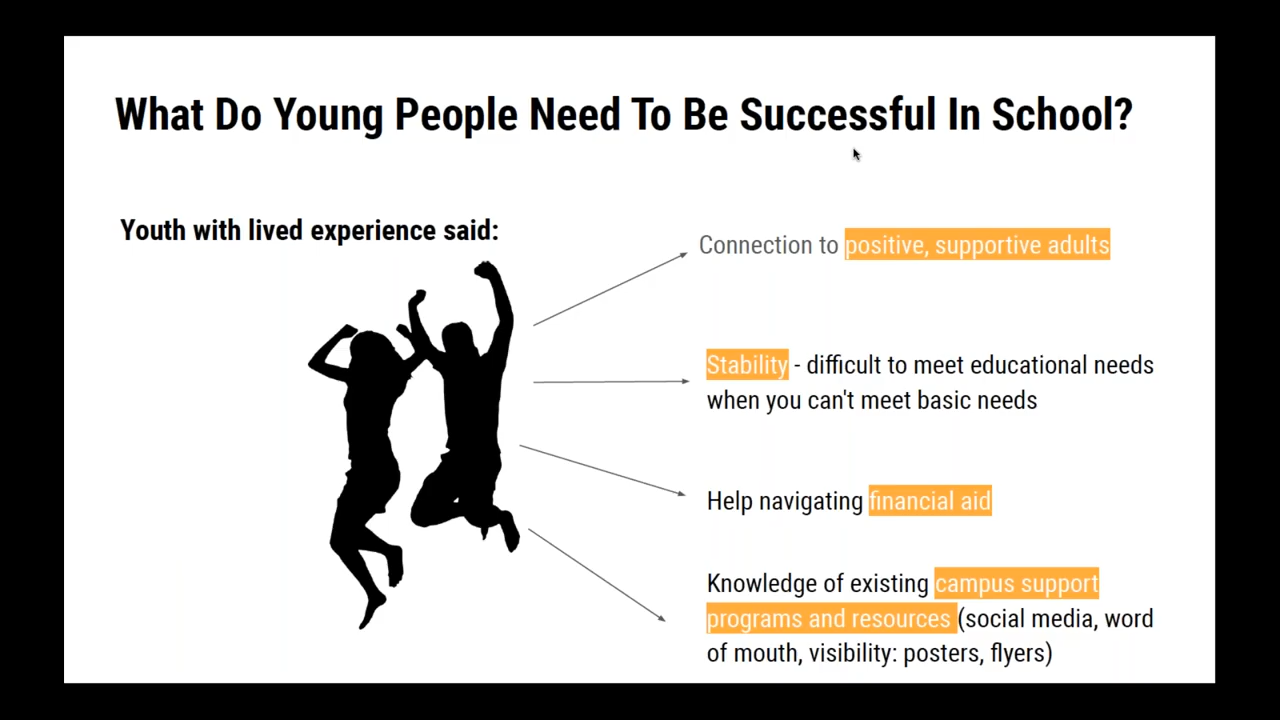 What Do Young People Need To Be Successful In School?
Youth with lived experience said:
Connection to positive, supportive adults
Stability - difficult to meet educational needs
when you can't meet basic needs
Help navigating financial aid
Knowledge of existing campus support
programs and resources (social media, word
of mouth, visibility: posters, flyers)